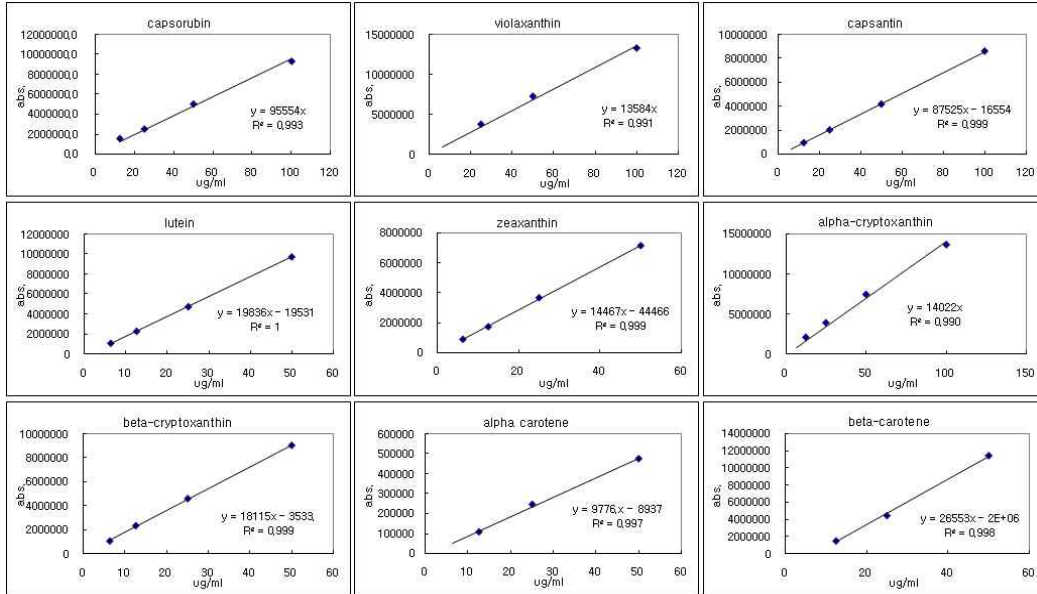 capsorubin
12000000,0
10000000,0
8000000,0
6000000,0
4000000,0
2000000,0
0,0
abs,
y = 95554x
R² = 0,993
0 20 40 60 80 100 120
ug/ml
violaxanthin
15000000
10000000
5000000
0
abs,
y = 13584x
R² = 0,991
0 20 40 60 80 100 120
ug/ml
capsantin
10000000
8000000
6000000
4000000
2000000
0
abs,
y = 87525x - 16554
R² = 0,999
0 20 40 60 80 100 120
ug/ml
lutein
12000000
10000000
8000000
6000000
4000000
2000000
0
abs,
y = 19836x - 19531
R² = 1
0 10 20 30 40 50 60
ug/ml
zeaxanthin
8000000
6000000
4000000
2000000
0
abs,
y = 14467x - 44466
R² = 0,999
0 10 20 30 40 50 60
ug/ml
alpha-cryptoxanthin
15000000
10000000
5000000
0
abs,
y = 14022x
R² = 0,990
0 50 100 150
ug/ml
beta-cryptoxanthin
10000000
8000000
6000000
4000000
2000000
0
abs,
y = 18115x - 3533,
R² = 0,999
0 10 20 30 40 50 60
ug/ml
alpha carotene
600000
500000
400000
300000
200000
100000
0
abs,
y = 9776,x - 8937
R² = 0,997
0 10 20 30 40 50 60
ug/ml
beta-carotene
14000000
12000000
10000000
8000000
6000000
4000000
2000000
0
abs,
y = 26553x - 2E+06
R² = 0,998
0 20 40 60
ug/ml